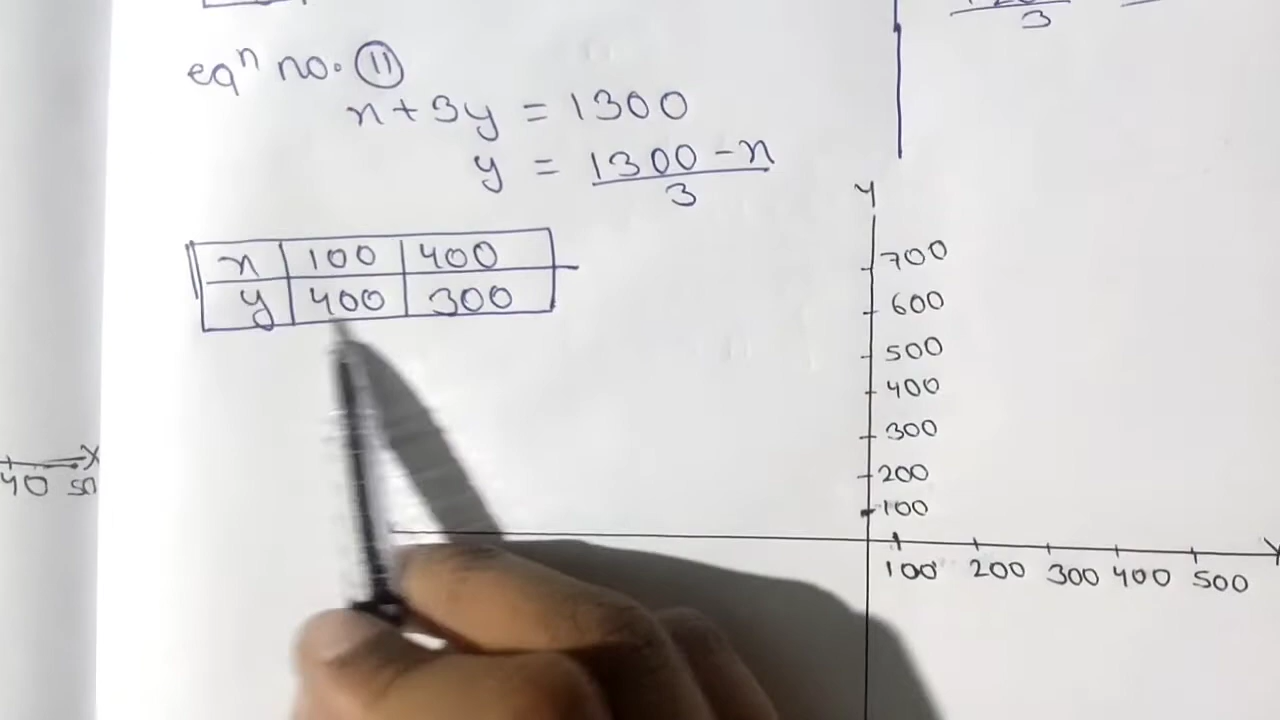 3
eqⁿ no. (11)
x + 3y = 1300
y = 1300 - x
3
x 100 400
y 400 300
Y
700
600
500
400
300
200
100
100 200 300 400 500
X
40 50